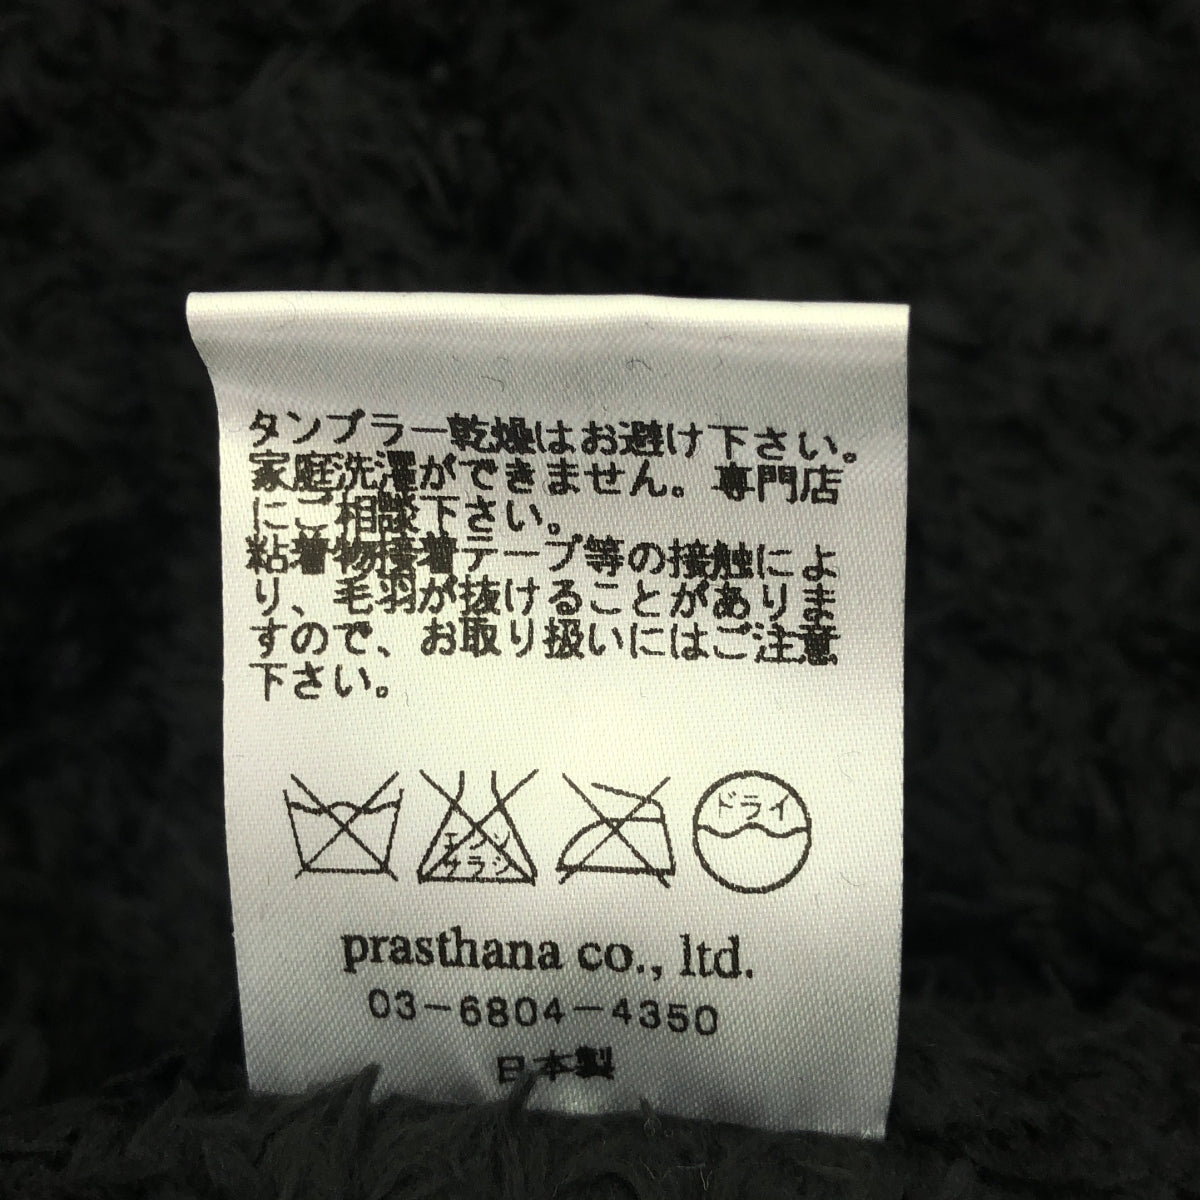 タンブラー乾燥はお避け下さい。
家庭洗濯ができません。専門店
にご相談下さい。
粘着物接着テープ等の接触によ
り、毛羽が抜けることがありま
すので、お取り扱いにはご注意
下さい。
エンソ
サラシ
ドライ
prasthana co., ltd.
03-6804-4350
日本製